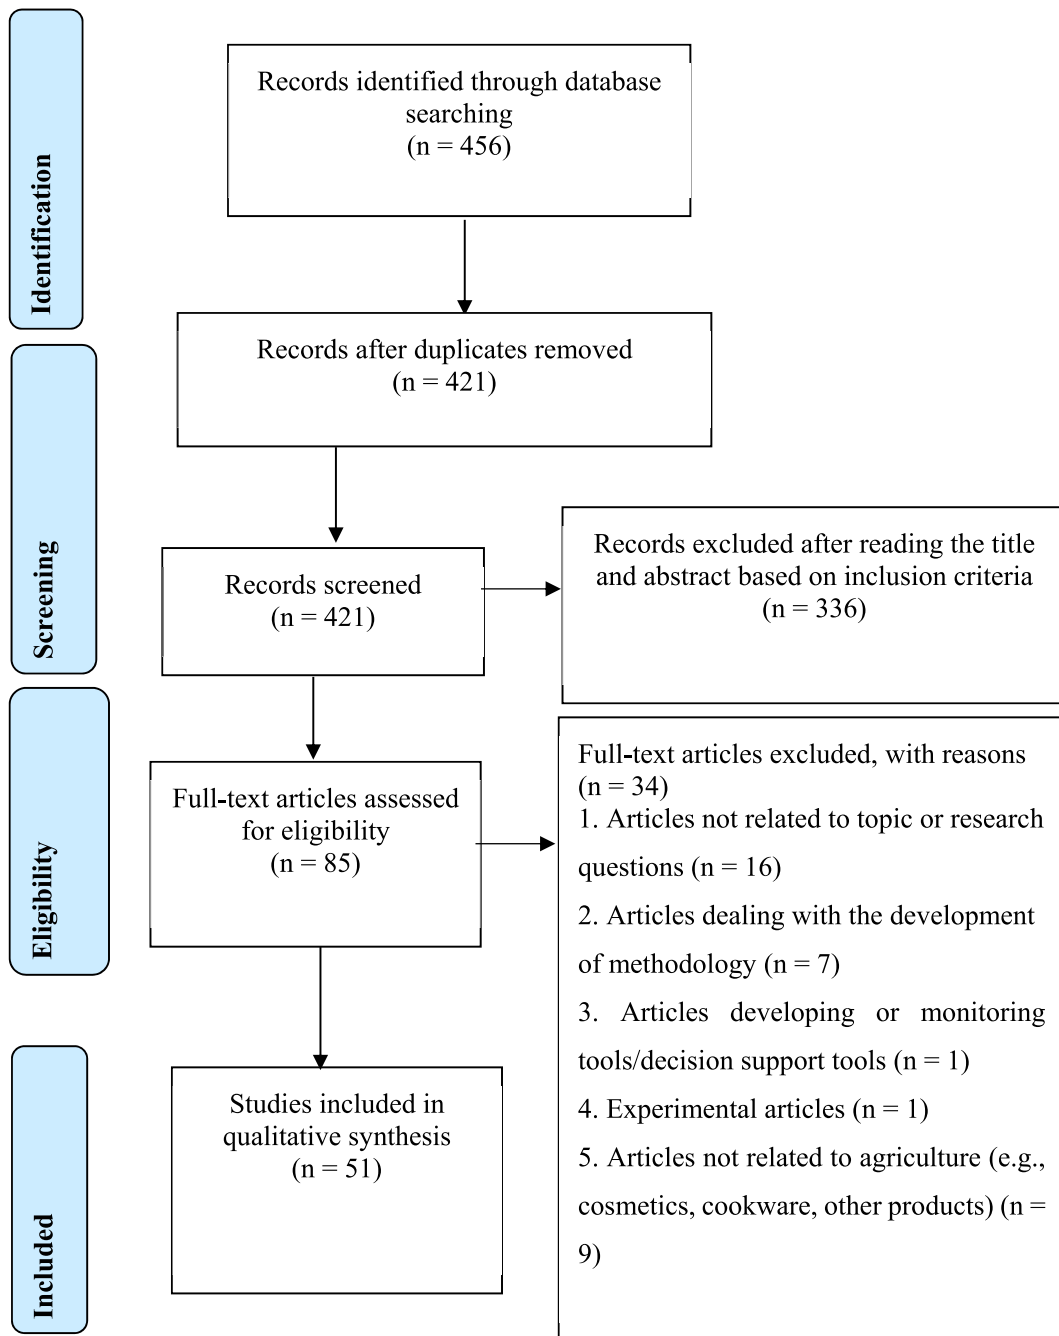 Identification
Records identified through database
searching
(n = 456)
Records after duplicates removed
(n = 421)
Screening
Records screened
(n = 421)
Records excluded after reading the title
and abstract based on inclusion criteria
(n = 336)
Eligibility
Full-text articles assessed
for eligibility
(n = 85)
Full-text articles excluded, with reasons
(n = 34)
1. Articles not related to topic or research
questions (n = 16)
2. Articles dealing with the development
of methodology (n = 7)
3. Articles developing or monitoring
tools/decision support tools (n = 1)
4. Experimental articles (n = 1)
5. Articles not related to agriculture (e.g.,
cosmetics, cookware, other products) (n =
9)
Included
Studies included in
qualitative synthesis
(n = 51)